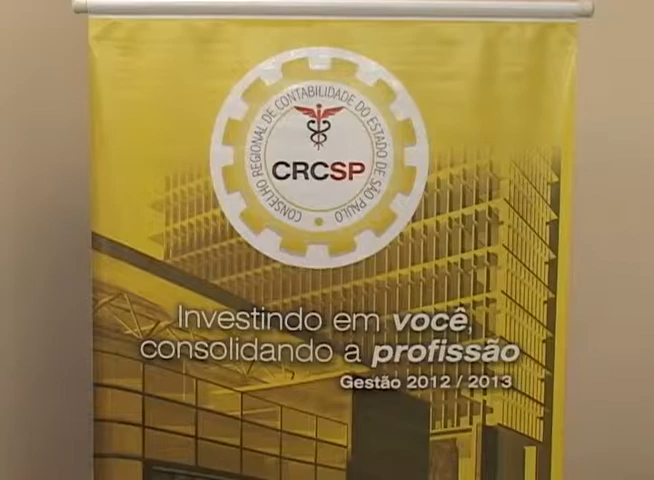 CONSELHO REGIONAL DE CONTABILIDADE DO ESTADO DE SÃO PAULO
CRCSP
Investindo em você,
consolidando a profissão
Gestão 2012 / 2013